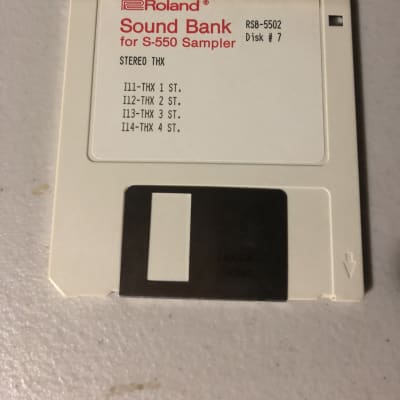 Roland®
Sound Bank RSB-5502
for S-550 Sampler Disk # 7
STEREO THX
I11-THX 1 ST.
I12-THX 2 ST.
I13-THX 3 ST.
I14-THX 4 ST.